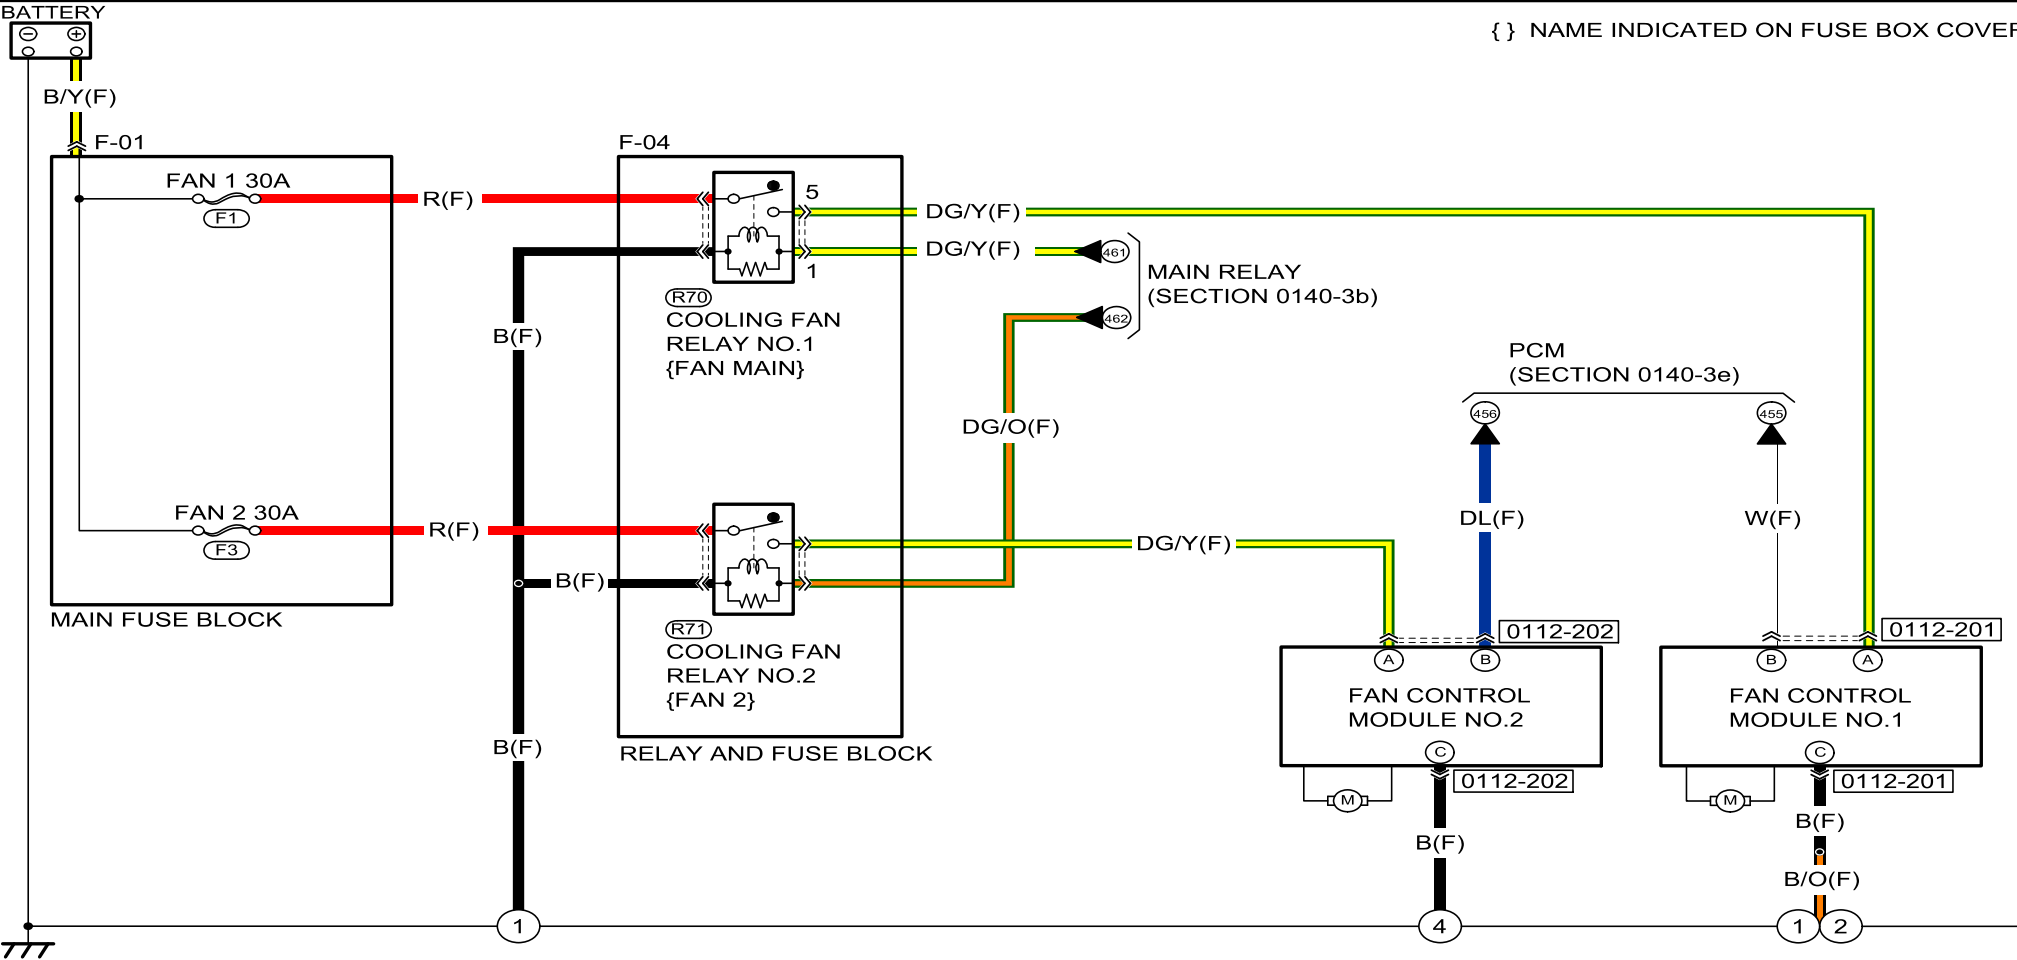 BATTERY
{ } NAME INDICATED ON FUSE BOX COVER
− +
B/Y(F)
F-01
F-04
FAN 1 30A
F1
R(F)
5
DG/Y(F)
DG/Y(F)
1
461
MAIN RELAY
(SECTION 0140-3b)
462
R70
COOLING FAN
RELAY NO.1
{FAN MAIN}
B(F)
PCM
(SECTION 0140-3e)
456
455
DG/O(F)
FAN 2 30A
F3
R(F)
DL(F)
W(F)
DG/Y(F)
B(F)
MAIN FUSE BLOCK
R71
COOLING FAN
RELAY NO.2
{FAN 2}
0112-202
0112-201
A
B
B
A
FAN CONTROL
MODULE NO.2
FAN CONTROL
MODULE NO.1
B(F)
RELAY AND FUSE BLOCK
C
C
0112-202
0112-201
M
M
B(F)
B(F)
B/O(F)
1
4
1
2